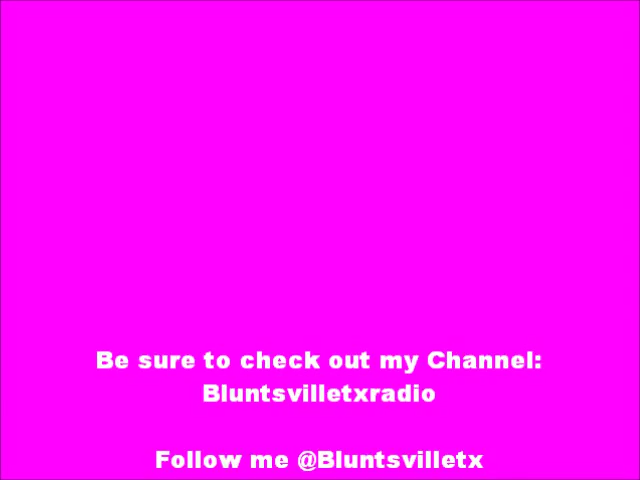 Be sure to check out my Channel:
Bluntsvilletxradio
Follow me @Bluntsvilletx